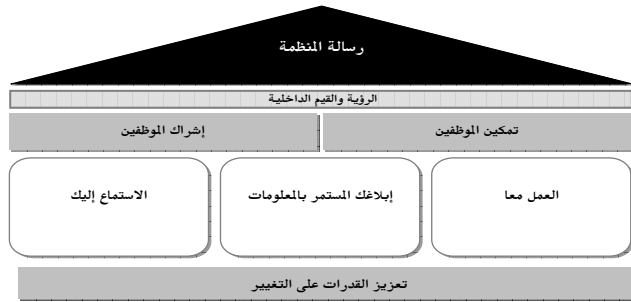 رسالة المنظمة
الرؤية والقيم الداخلية
تمكين الموظفين
إشراك الموظفين
العمل معا
إبلاغك المستمر بالمعلومات
الاستماع إليك
تعزيز القدرات على التغيير